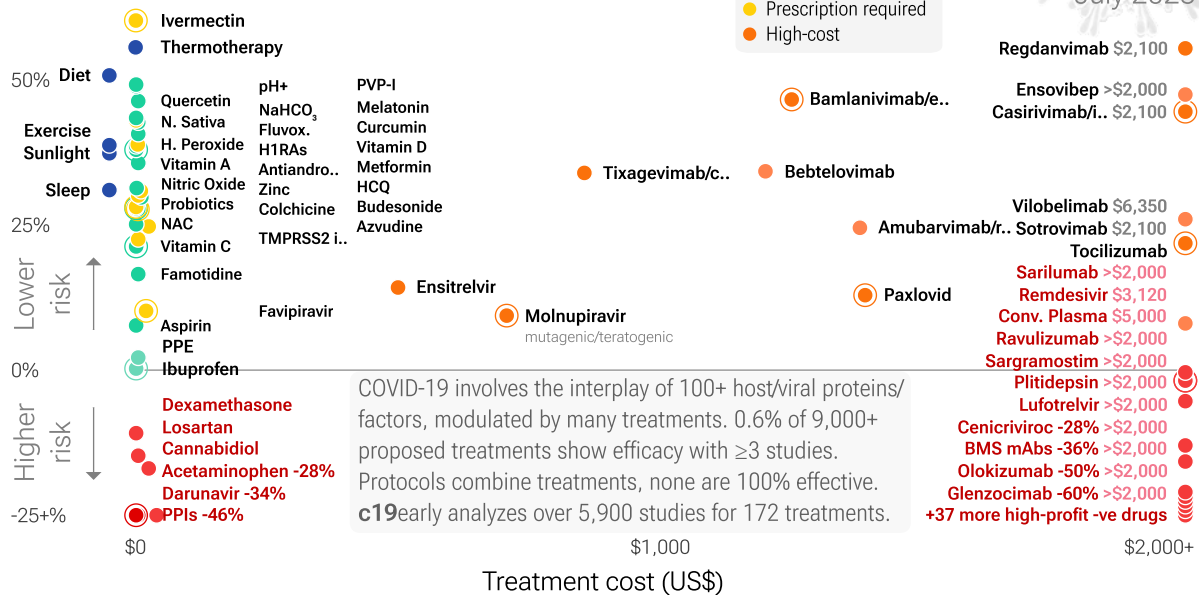 July 2025
Prescription required
High-cost
Ivermectin
Thermotherapy
Regdanvimab $2,100
50%
Diet
pH+
PVP-I
Ensovibep >$2,000
Quercetin
NaHCO3
Melatonin
Bamlanivimab/e..
Casirivimab/i.. $2,100
N. Sativa
Fluvox.
Curcumin
Exercise
H. Peroxide
H1RAs
Vitamin D
Sunlight
Vitamin A
Antiandro..
Metformin
Tixagevimab/c..
Bebtelovimab
Sleep
Nitric Oxide
Zinc
HCQ
Probiotics
Colchicine
Budesonide
Vilobelimab $6,350
25%
NAC
Azvudine
Amubarvimab/r..
Sotrovimab $2,100
Vitamin C
TMPRSS2 i..
Tocilizumab
Lower
risk
Famotidine
Sarilumab >$2,000
Ensitrelvir
Paxlovid
Remdesivir $3,120
Favipiravir
Molnupiravir
Conv. Plasma $5,000
Aspirin
mutagenic/teratogenic
Ravulizumab >$2,000
PPE
Sargramostim >$2,000
0%
Ibuprofen
Plitidepsin >$2,000
COVID-19 involves the interplay of 100+ host/viral proteins/
factors, modulated by many treatments. 0.6% of 9,000+
proposed treatments show efficacy with ≥3 studies.
Protocols combine treatments, none are 100% effective.
c19early analyzes over 5,900 studies for 172 treatments.
Higher
risk
Dexamethasone
Lufotrelvir >$2,000
Losartan
Cenicriviroc -28% >$2,000
Cannabidiol
BMS mAbs -36% >$2,000
Acetaminophen -28%
Olokizumab -50% >$2,000
Darunavir -34%
Glenzocimab -60% >$2,000
-25+%
PPIs -46%
+37 more high-profit -ve drugs
$0
$1,000
$2,000+
Treatment cost (US$)